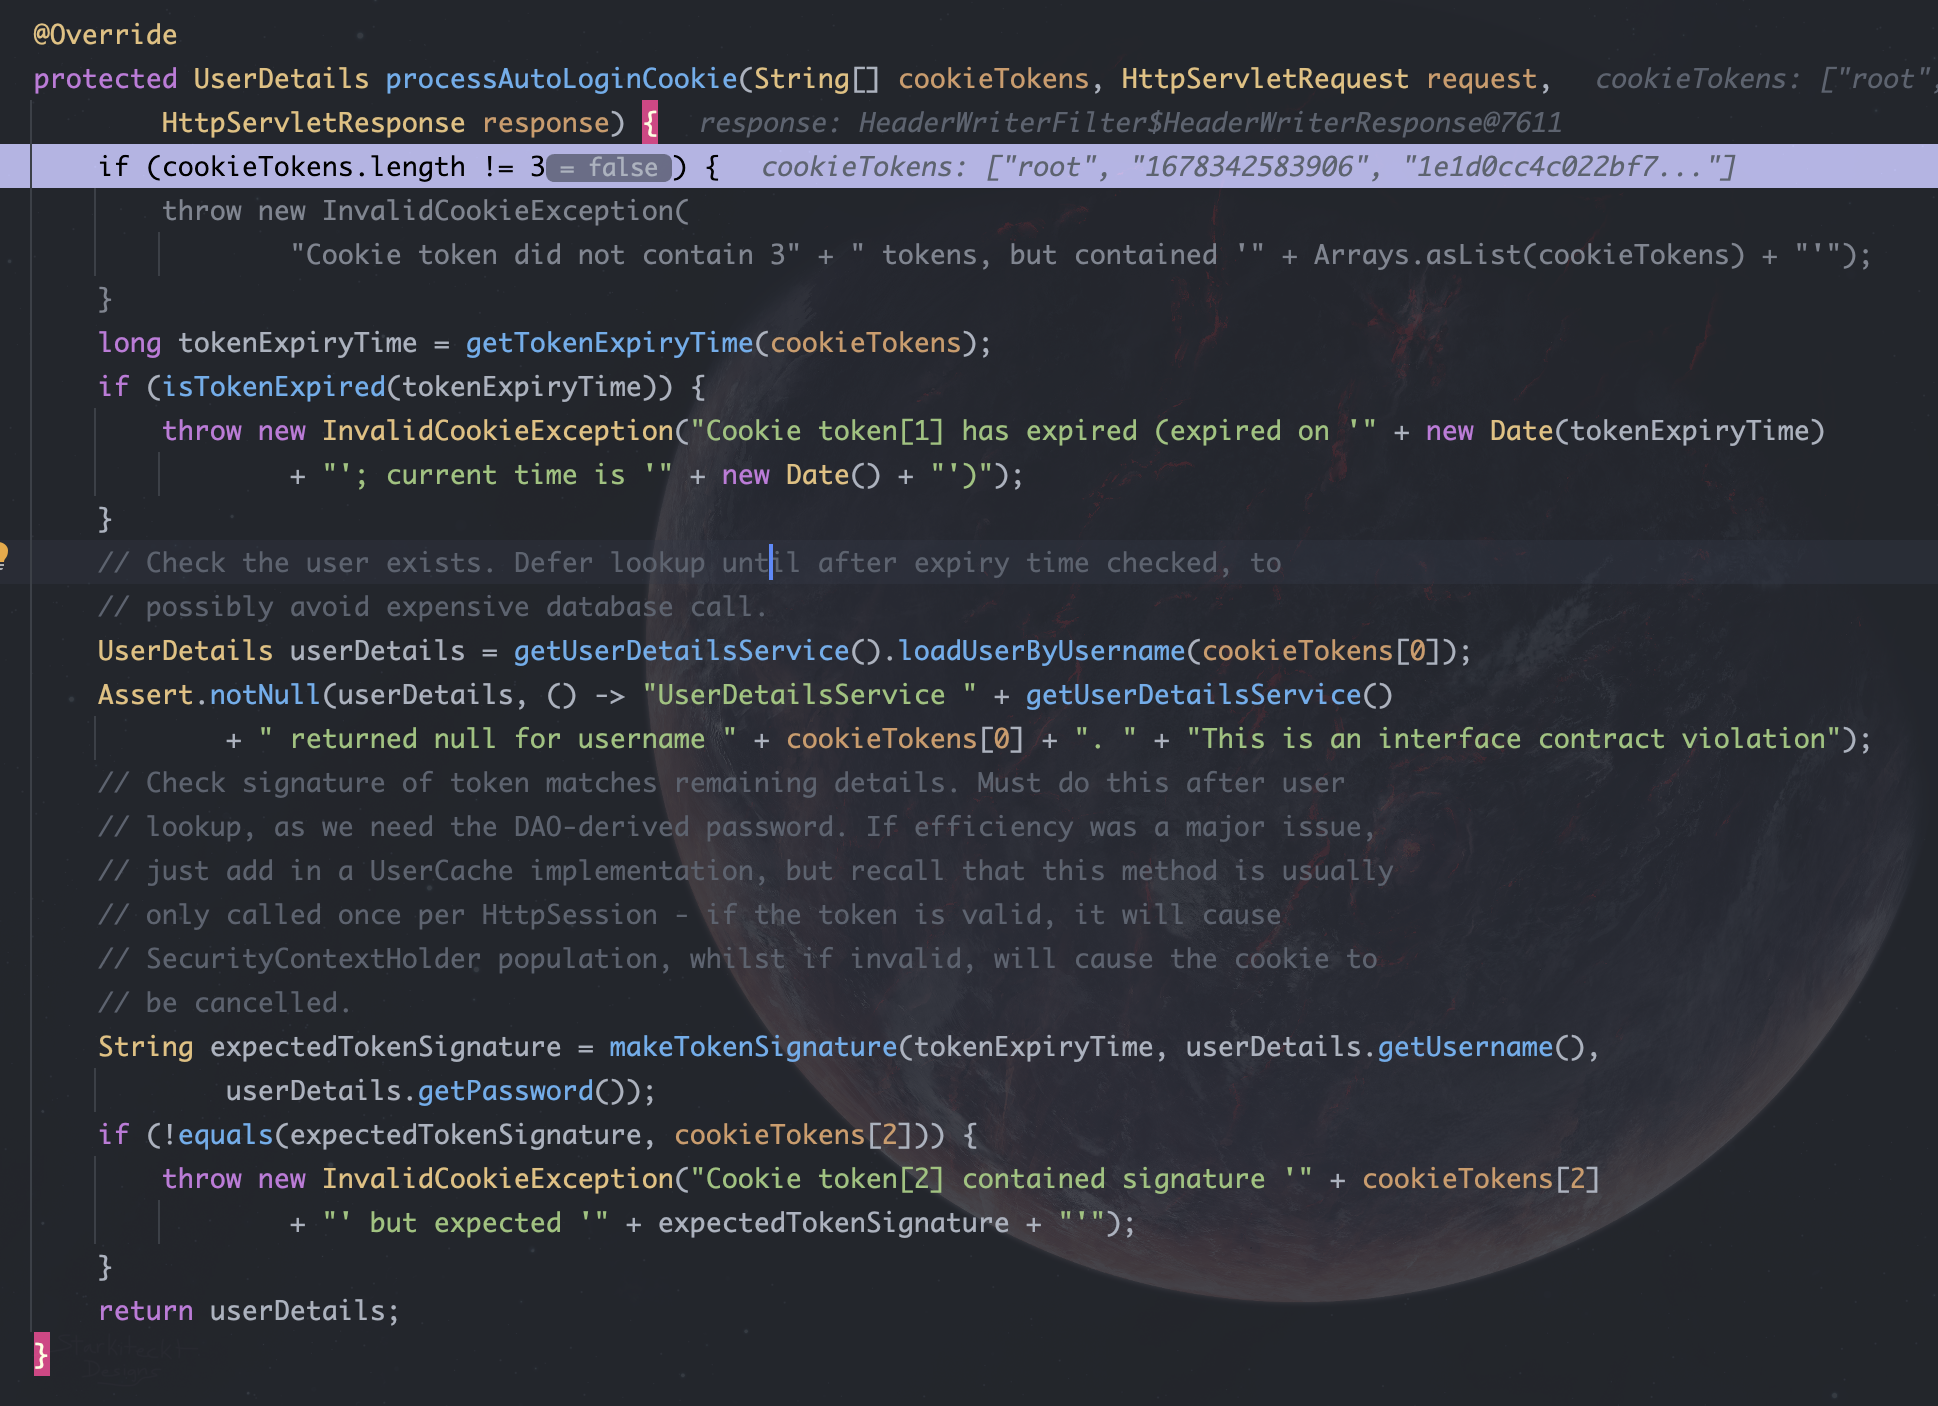 @Override
protected UserDetails processAutoLoginCookie(String[] cookieTokens, HttpServletRequest request,   cookieTokens: ["root",
        HttpServletResponse response) {   response: HeaderWriterFilter$HeaderWriterResponse@7611
    if (cookieTokens.length != 3 = false ) {   cookieTokens: ["root", "1678342583906", "1e1d0cc4c022bf7..."]
        throw new InvalidCookieException(
                "Cookie token did not contain 3" + " tokens, but contained '" + Arrays.asList(cookieTokens) + "'");
    }
    long tokenExpiryTime = getTokenExpiryTime(cookieTokens);
    if (isTokenExpired(tokenExpiryTime)) {
        throw new InvalidCookieException("Cookie token[1] has expired (expired on '" + new Date(tokenExpiryTime)
                + "'; current time is '" + new Date() + "')");
    }
    // Check the user exists. Defer lookup until after expiry time checked, to
    // possibly avoid expensive database call.
    UserDetails userDetails = getUserDetailsService().loadUserByUsername(cookieTokens[0]);
    Assert.notNull(userDetails, () -> "UserDetailsService " + getUserDetailsService()
            + " returned null for username " + cookieTokens[0] + ". " + "This is an interface contract violation");
    // Check signature of token matches remaining details. Must do this after user
    // lookup, as we need the DAO-derived password. If efficiency was a major issue,
    // just add in a UserCache implementation, but recall that this method is usually
    // only called once per HttpSession - if the token is valid, it will cause
    // SecurityContextHolder population, whilst if invalid, will cause the cookie to
    // be cancelled.
    String expectedTokenSignature = makeTokenSignature(tokenExpiryTime, userDetails.getUsername(),
            userDetails.getPassword());
    if (!equals(expectedTokenSignature, cookieTokens[2])) {
        throw new InvalidCookieException("Cookie token[2] contained signature '" + cookieTokens[2]
                + "' but expected '" + expectedTokenSignature + "'");
    }
    return userDetails;
}